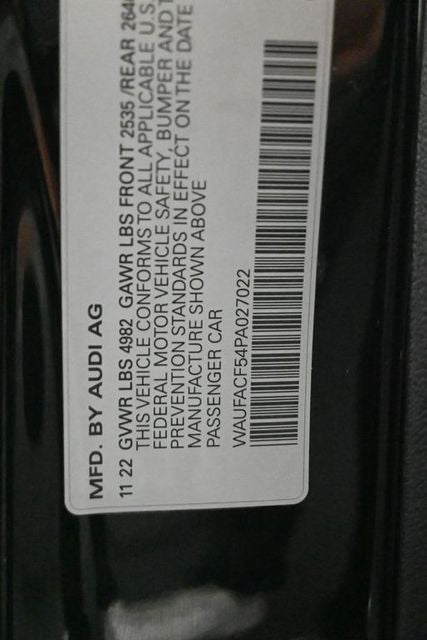 MFD. BY AUDI AG
11 22 GVWR LBS 4982 GAWR LBS FRONT 2535 /REAR
THIS VEHICLE CONFORMS TO ALL APPLICABLE U.S.
FEDERAL MOTOR VEHICLE SAFETY, BUMPER AND
PREVENTION STANDARDS IN EFFECT ON THE DATE
MANUFACTURE SHOWN ABOVE
PASSENGER CAR
WAUFACF54PA027022